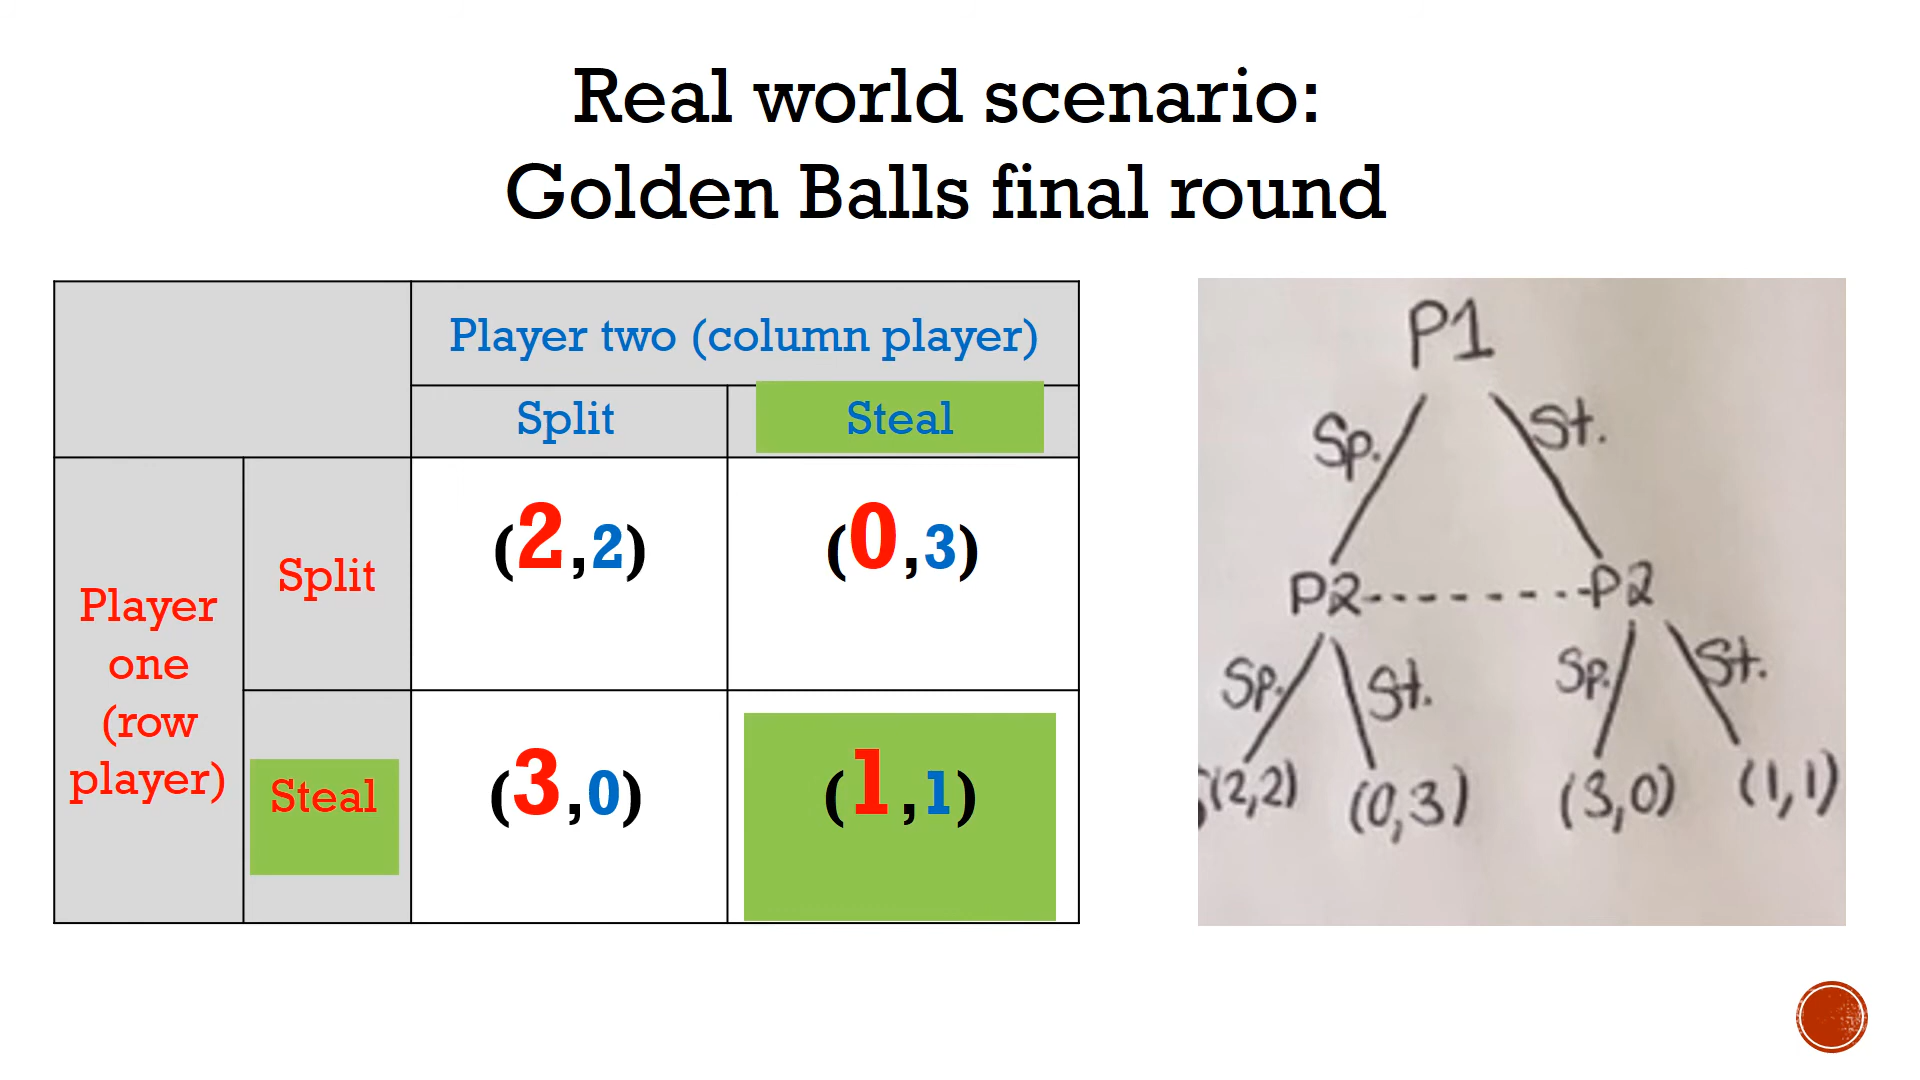 Real world scenario:
Golden Balls final round
Player two (column player)
Split
Steal
Player
one
(row
player)
Split
(2,2)
(0,3)
Steal
(3,0)
(1,1)
P1
Sp.
St.
P2
P2
Sp.
St.
Sp.
St.
(2,2)
(0,3)
(3,0)
(1,1)